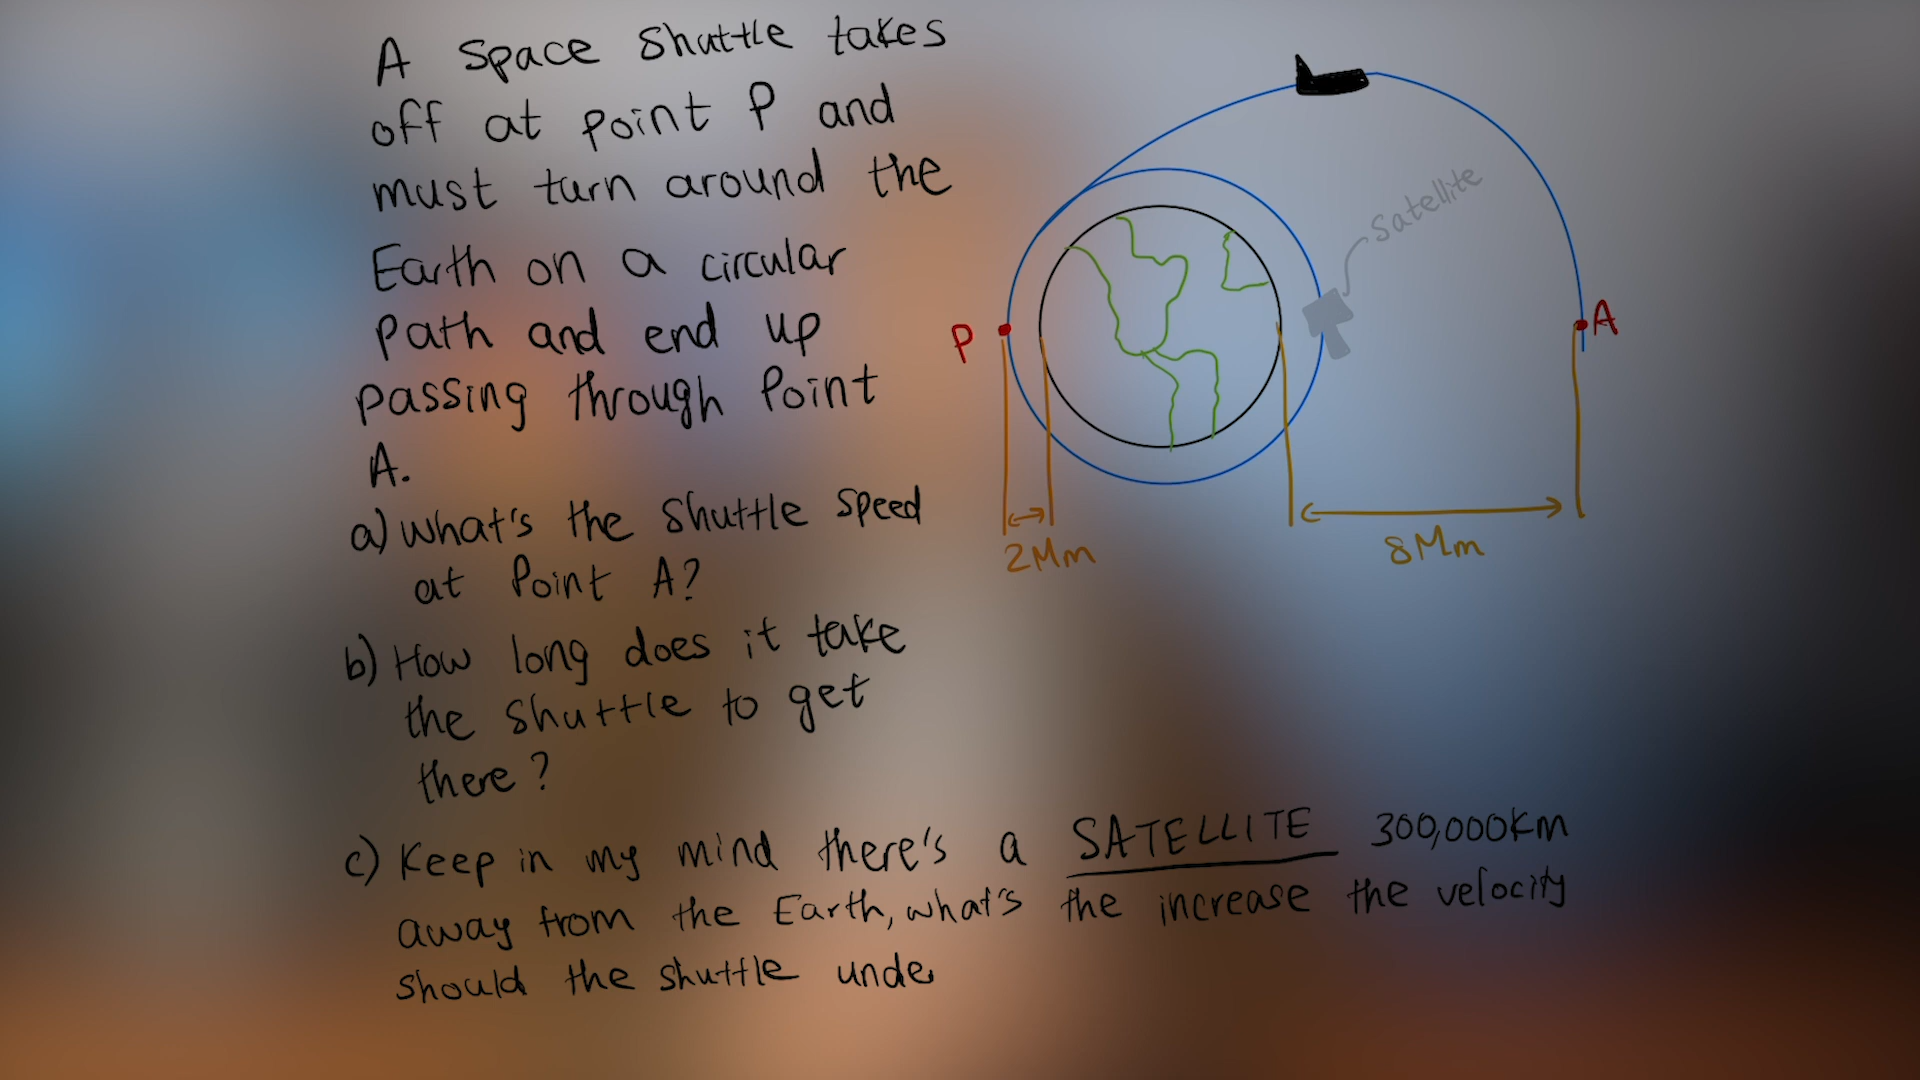 A Space Shuttle takes
off at point P and
must turn around the
Earth on a circular
Path and end up
passing through Point
A.
a) What's the Shuttle Speed
at Point A?
b) How long does it take
the Shuttle to get
there?
c) Keep in my mind there's a SATELLITE 300,000km
away from the Earth, what's the increase the velocity
should the shuttle unde
Satellite
P
A
2Mm
8Mm